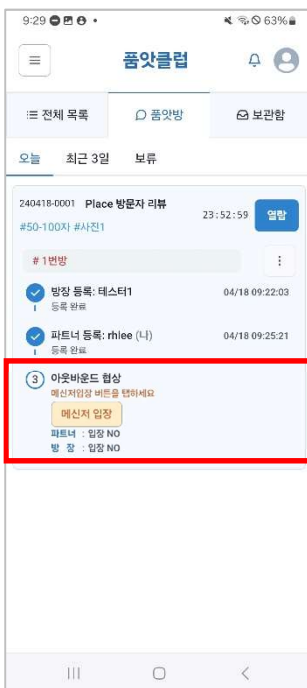 9:29
63%
품앗클럽
전체 목록
품앗방
보관함
오늘 최근 3일 보류
240418-0001 Place 방문자 리뷰
#50-100자 #사진1
23:52:59
열람
# 1번방
방장 등록: 테스터1 04/18 09:22:03
등록 완료
파트너 등록: rhlee (나) 04/18 09:25:21
등록 완료
3 아웃바운드 협상
메신저입장 버튼을 탭하세요
메신저 입장
파트너 : 입장 NO
방 장 : 입장 NO